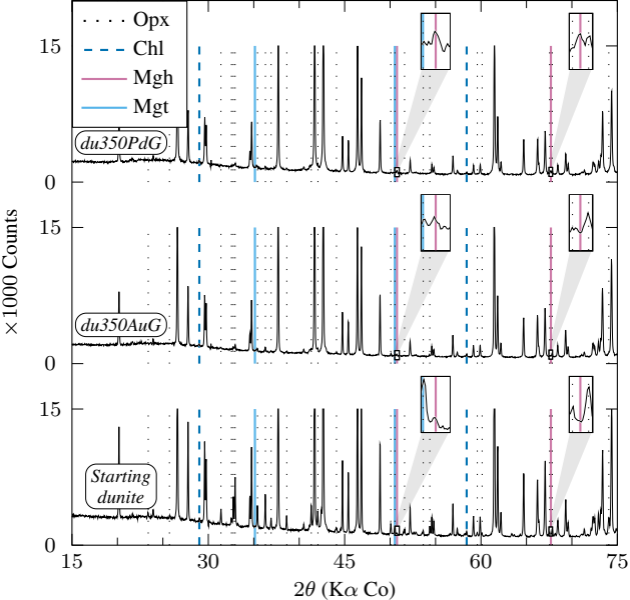 Opx
Chl
Mgh
Mgt
15
du350PdG
0
15
du350AuG
0
15
Starting
dunite
0
×1000 Counts
15 30 45 60 75
2θ (Kα Co)